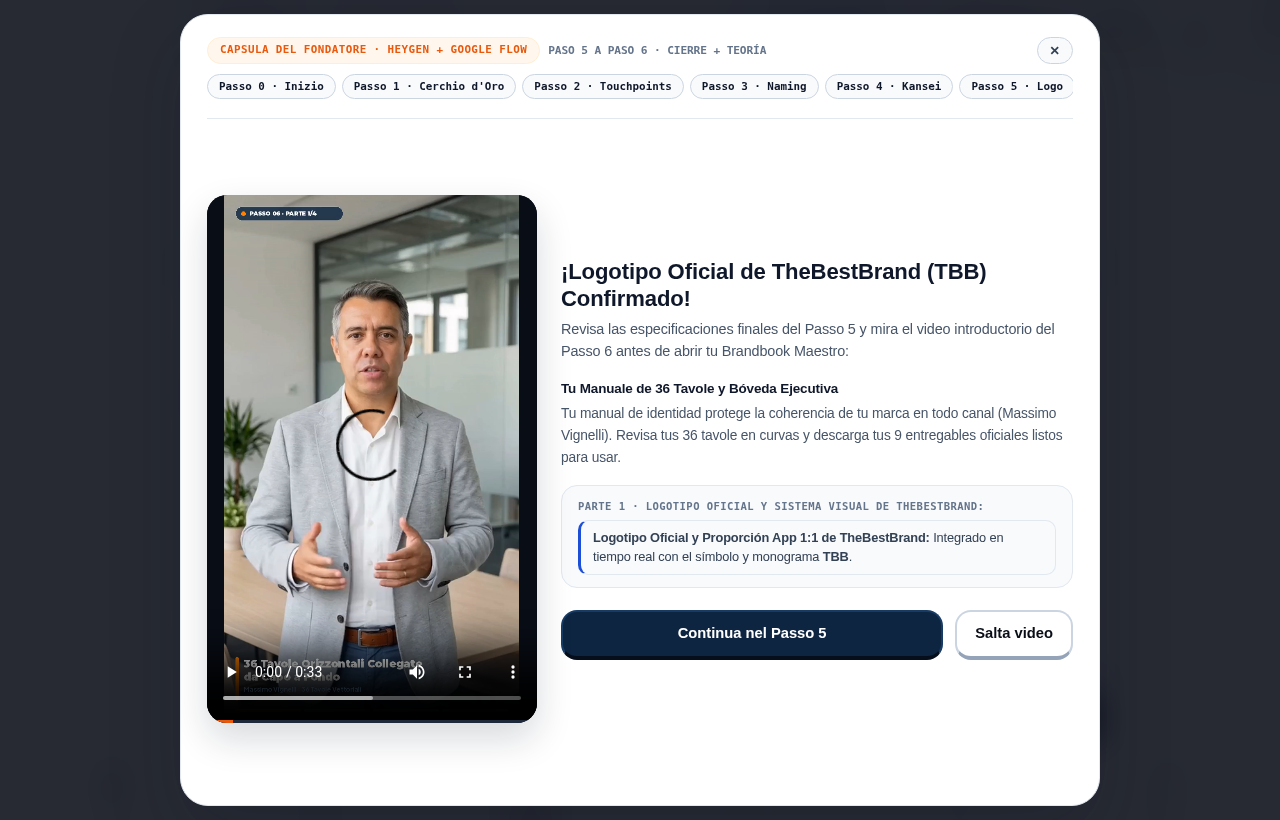 CAPSULA DEL FONDATORE · HEYGEN + GOOGLE FLOW
PASO 5 A PASO 6 · CIERRE + TEORÍA
✕
Passo 0 · Inizio
Passo 1 · Cerchio d'Oro
Passo 2 · Touchpoints
Passo 3 · Naming
Passo 4 · Kansei
Passo 5 · Logo
PASSO 06 · PARTE 1/4
36 Tavole Orizzontali Collegate
da Capo a Fondo
0:00 / 0:33
¡Logotipo Oficial de TheBestBrand (TBB)
Confirmado!
Revisa las especificaciones finales del Passo 5 y mira el video introductorio del
Passo 6 antes de abrir tu Brandbook Maestro:
Tu Manuale de 36 Tavole y Bóveda Ejecutiva
Tu manual de identidad protege la coherencia de tu marca en todo canal (Massimo
Vignelli). Revisa tus 36 tavole en curvas y descarga tus 9 entregables oficiales listos
para usar.
PARTE 1 · LOGOTIPO OFICIAL Y SISTEMA VISUAL DE THEBESTBRAND:
Logotipo Oficial y Proporción App 1:1 de TheBestBrand: Integrado en
tiempo real con el símbolo y monograma TBB.
Continua nel Passo 5
Salta video